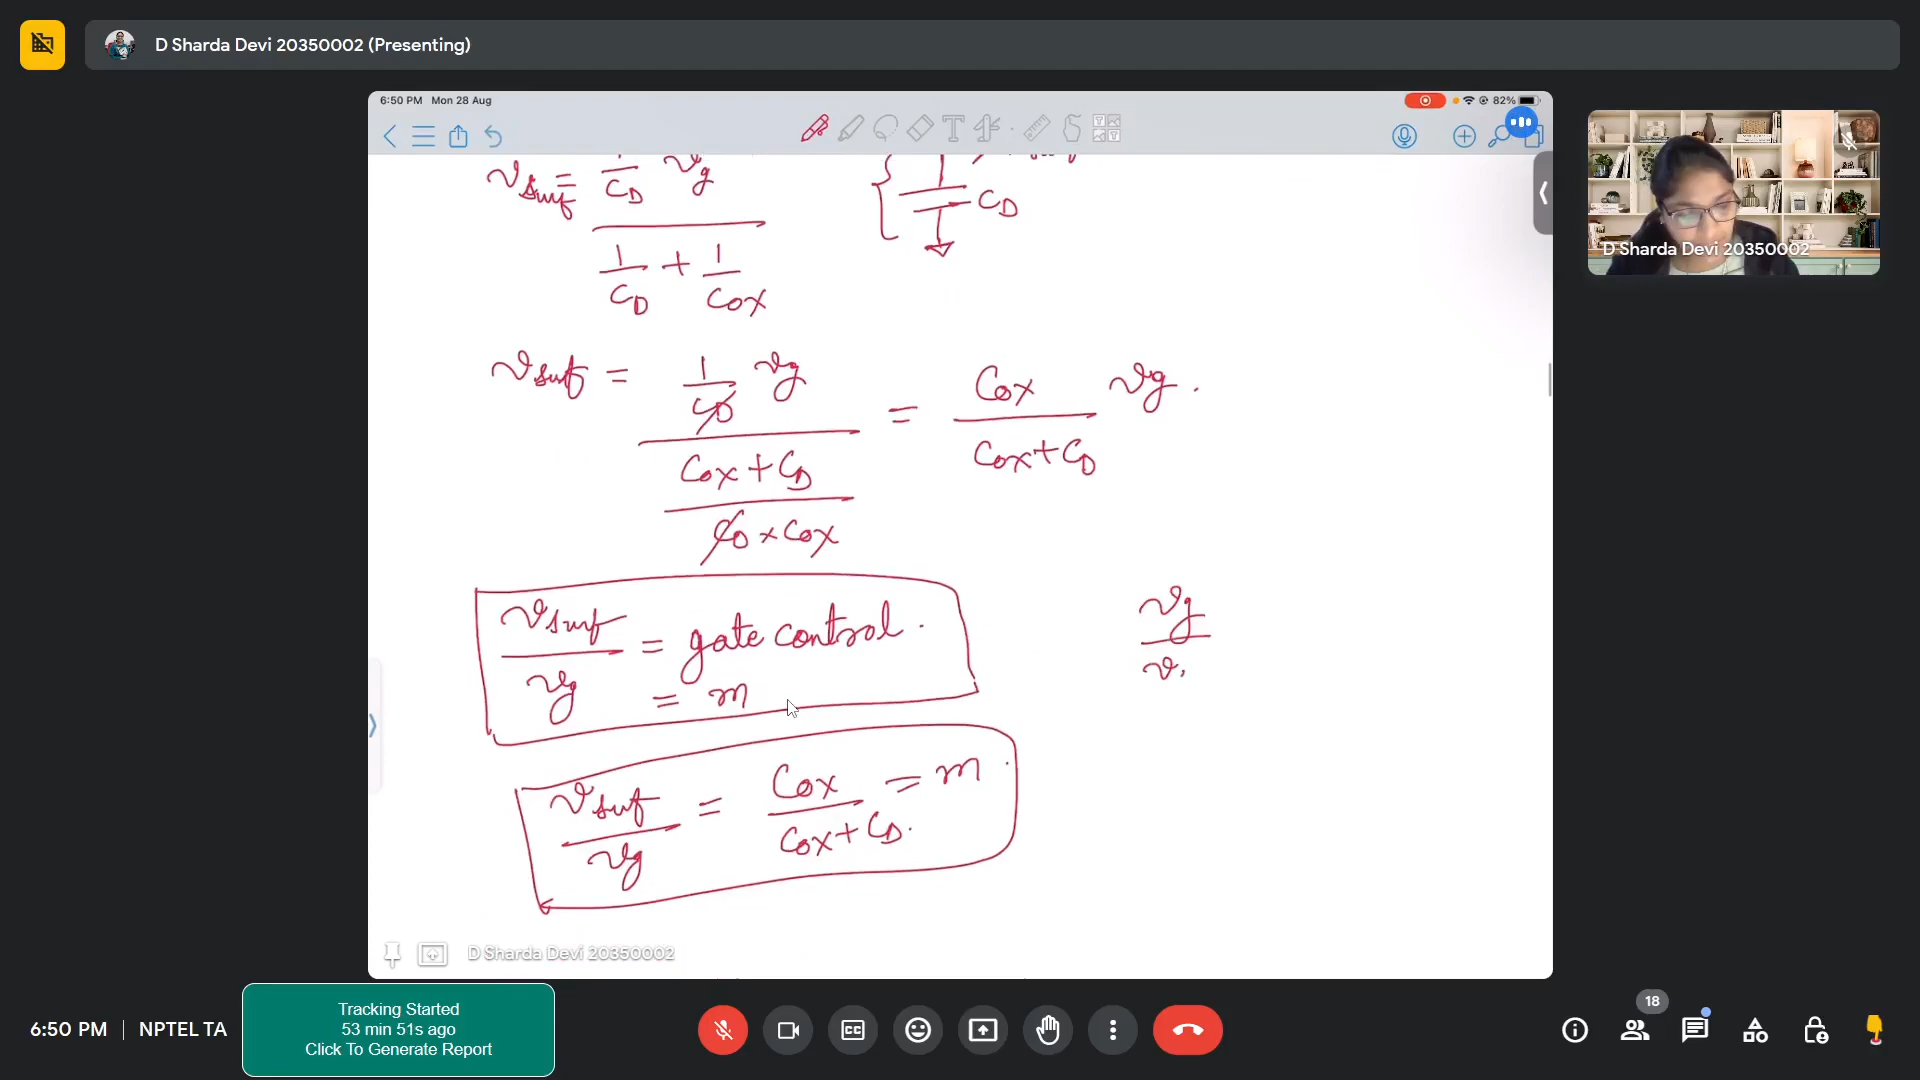 D Sharda Devi 20350002 (Presenting)
6:50 PM Mon 28 Aug
82%
vsurf = 1/CD vg
1/CD + 1/Cox
CD
vsurf = 1/CD vg = Cox/Cox+CD vg.
Cox+CD
CD × Cox
vsurf/vg = gate control.
= m
vg
v.
vsurf/vg = Cox/Cox+CD. = m
D Sharda Devi 20350002
D Sharda Devi 20350002
6:50 PM | NPTEL TA
Tracking Started
53 min 51s ago
Click To Generate Report
CC
18